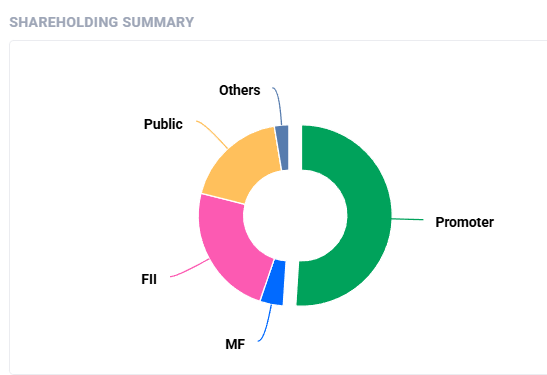 SHAREHOLDING SUMMARY
Others
Public
Promoter
FII
MF